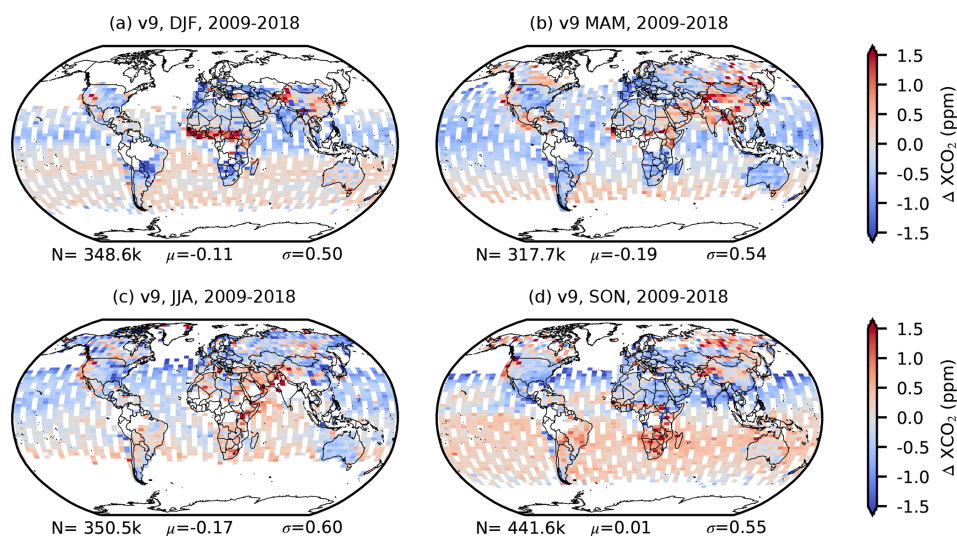 (a) v9, DJF, 2009-2018
(b) v9 MAM, 2009-2018
1.5
1.0
0.5
0.0
-0.5
-1.0
-1.5
Δ XCO₂ (ppm)
N= 348.6k μ=-0.11 σ=0.50
N= 317.7k μ=-0.19 σ=0.54
(c) v9, JJA, 2009-2018
(d) v9, SON, 2009-2018
1.5
1.0
0.5
0.0
-0.5
-1.0
-1.5
Δ XCO₂ (ppm)
N= 350.5k μ=-0.17 σ=0.60
N= 441.6k μ=0.01 σ=0.55